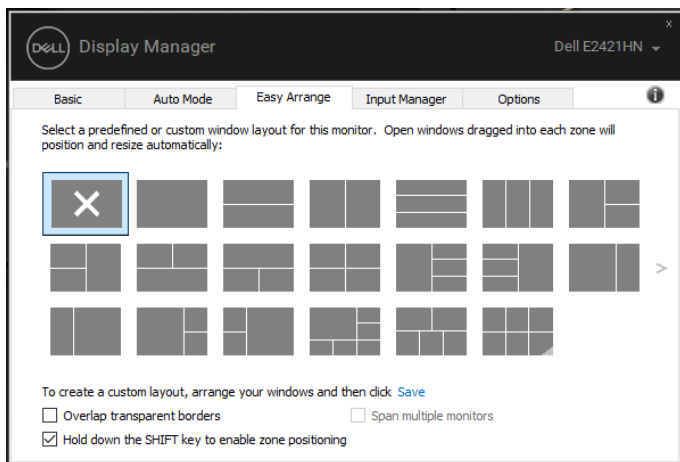 x
DELL Display Manager Dell E2421HN
Basic Auto Mode Easy Arrange Input Manager Options i
Select a predefined or custom window layout for this monitor. Open windows dragged into each zone will
position and resize automatically:
>
To create a custom layout, arrange your windows and then click Save
Overlap transparent borders Span multiple monitors
Hold down the SHIFT key to enable zone positioning